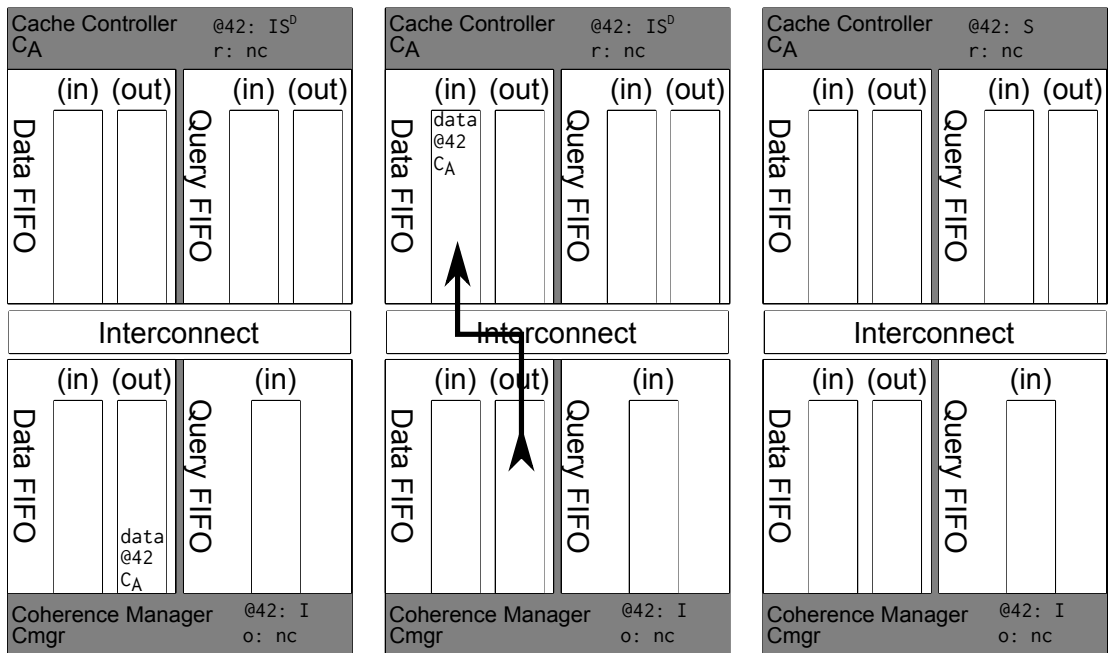 Cache Controller @42: ISᴰ
CA r: nc
(in) (out) (in) (out)
Data FIFO
Query FIFO
Interconnect
(in) (out) (in)
Data FIFO
Query FIFO
data
@42
CA
Coherence Manager @42: I
Cmgr o: nc
Cache Controller @42: ISᴰ
CA r: nc
(in) (out) (in) (out)
Data FIFO
data
@42
CA
Query FIFO
Interconnect
(in) (out) (in)
Data FIFO
Query FIFO
Coherence Manager @42: I
Cmgr o: nc
Cache Controller @42: S
CA r: nc
(in) (out) (in) (out)
Data FIFO
Query FIFO
Interconnect
(in) (out) (in)
Data FIFO
Query FIFO
Coherence Manager @42: I
Cmgr o: nc